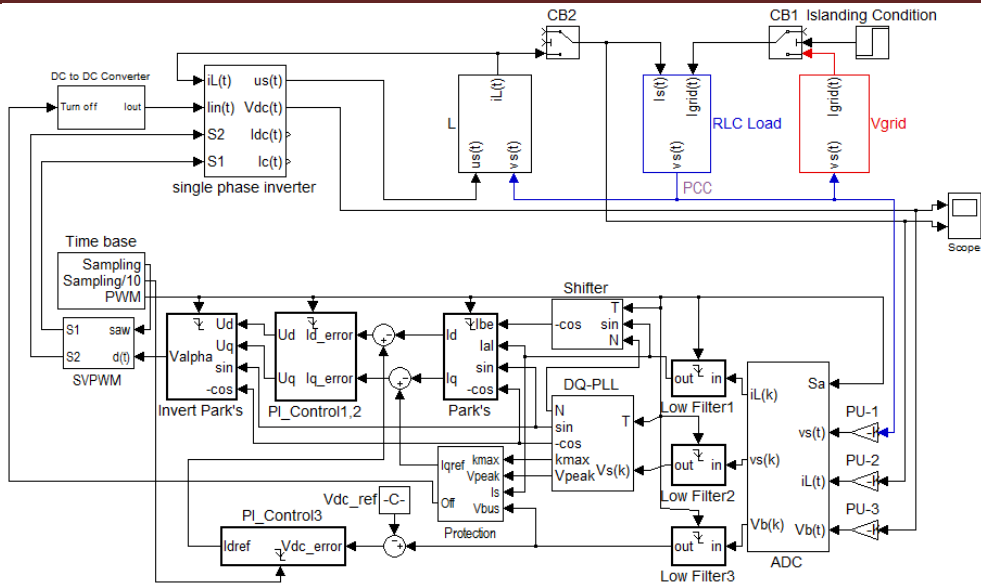 CB2
CB1 Islanding Condition
DC to DC Converter
Turn off
Iout
iL(t)
us(t)
Iin(t)
Vdc(t)
S2
Idc(t)
S1
Ic(t)
single phase inverter
L
iL(t)
us(t)
vs(t)
Is(t)
Igrid(t)
vs(t)
RLC Load
PCC
Igrid(t)
vs(t)
Vgrid
Scope
Time base
Sampling
Sampling/10
PWM
S1
saw
S2
d(t)
SVPWM
Ud
Uq
Valpha
sin
-cos
Invert Park's
Ud
Id_error
Uq
Iq_error
PI_Control1,2
Id
Ibe
Ial
sin
Iq
-cos
Park's
Shifter
T
-cos
sin
N
DQ-PLL
N
sin
T
-cos
kmax
Vs(k)
Vpeak
out
in
Low Filter1
out
in
Low Filter2
out
in
Low Filter3
Sa
iL(k)
vs(t)
vs(k)
iL(t)
Vb(k)
Vb(t)
ADC
PU-1
PU-2
PU-3
Iqref
kmax
Vpeak
Is
Off
Vbus
Protection
Vdc_ref
-C-
PI_Control3
Idref
Vdc_error